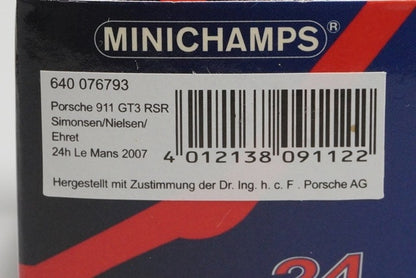 MINICHAMPS®
640 076793
Porsche 911 GT3 RSR
Simonsen/Nielsen/
Ehret
24h Le Mans 2007
4 012138 091122
Hergestellt mit Zustimmung der Dr. Ing. h. c. F . Porsche AG
24